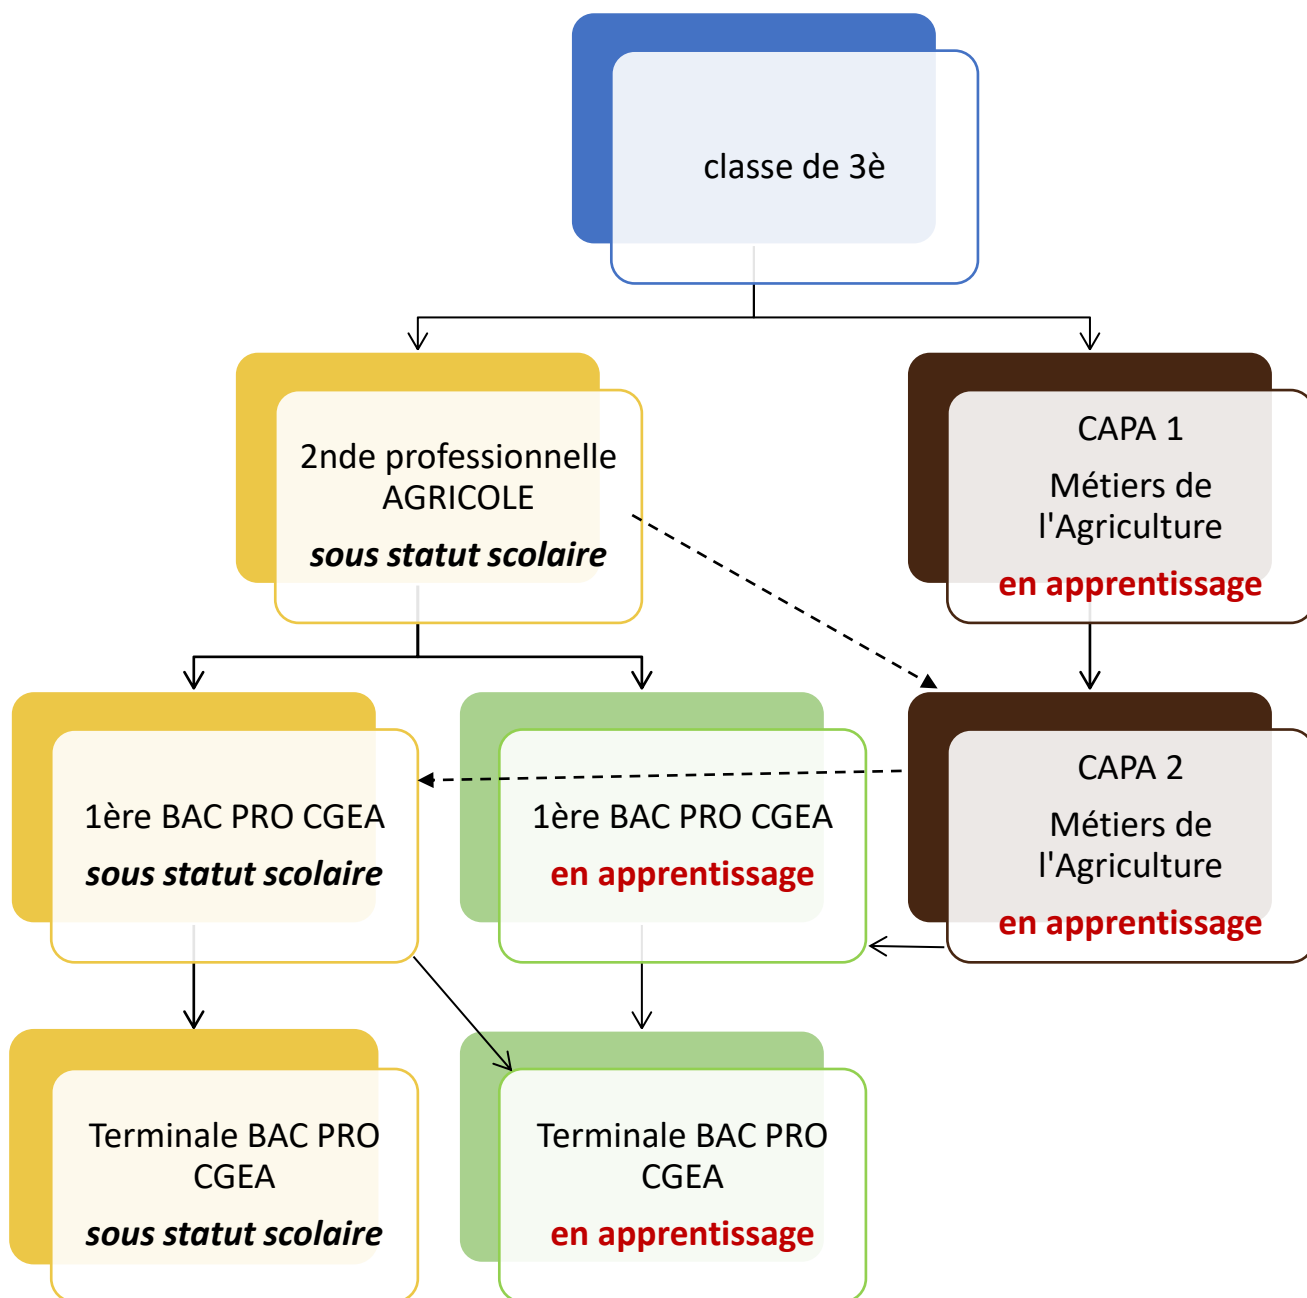 classe de 3è
2nde professionnelle
AGRICOLE
sous statut scolaire
CAPA 1
Métiers de
l'Agriculture
en apprentissage
1ère BAC PRO CGEA
sous statut scolaire
1ère BAC PRO CGEA
en apprentissage
CAPA 2
Métiers de
l'Agriculture
en apprentissage
Terminale BAC PRO
CGEA
sous statut scolaire
Terminale BAC PRO
CGEA
en apprentissage